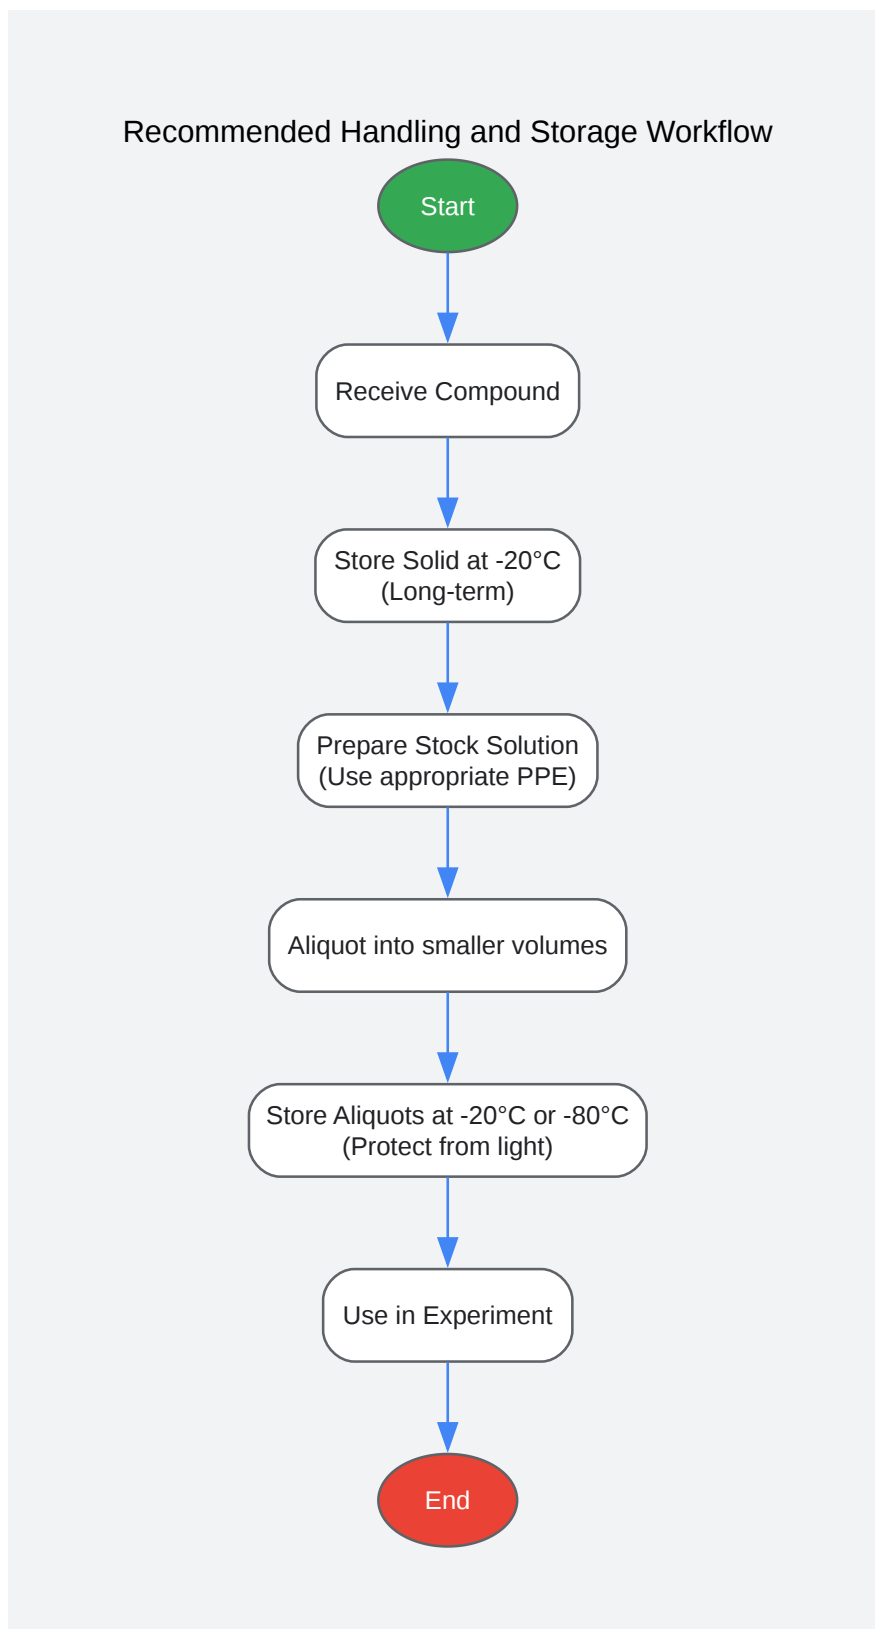 Recommended Handling and Storage Workflow
Start
Receive Compound
Store Solid at -20°C
(Long-term)
Prepare Stock Solution
(Use appropriate PPE)
Aliquot into smaller volumes
Store Aliquots at -20°C or -80°C
(Protect from light)
Use in Experiment
End